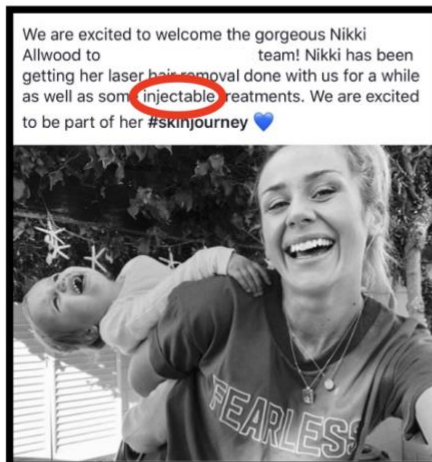 We are excited to welcome the gorgeous Nikki
Allwood to team! Nikki has been
getting her laser hair removal done with us for a while
as well as some injectable treatments. We are excited
to be part of her #skinjourney 💙
FEARLESS